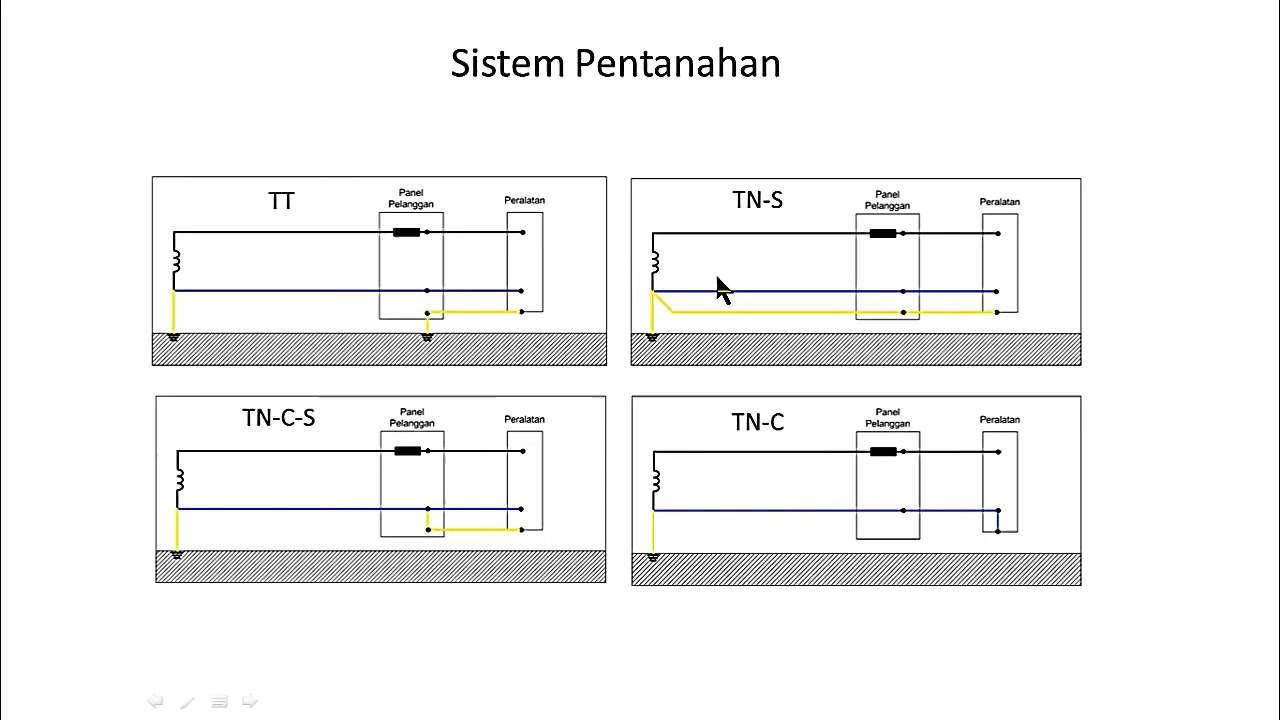 Sistem Pentanahan
TT
Panel
Pelanggan
Peralatan
TN-S
Panel
Pelanggan
Peralatan
TN-C-S
Panel
Pelanggan
Peralatan
TN-C
Panel
Pelanggan
Peralatan